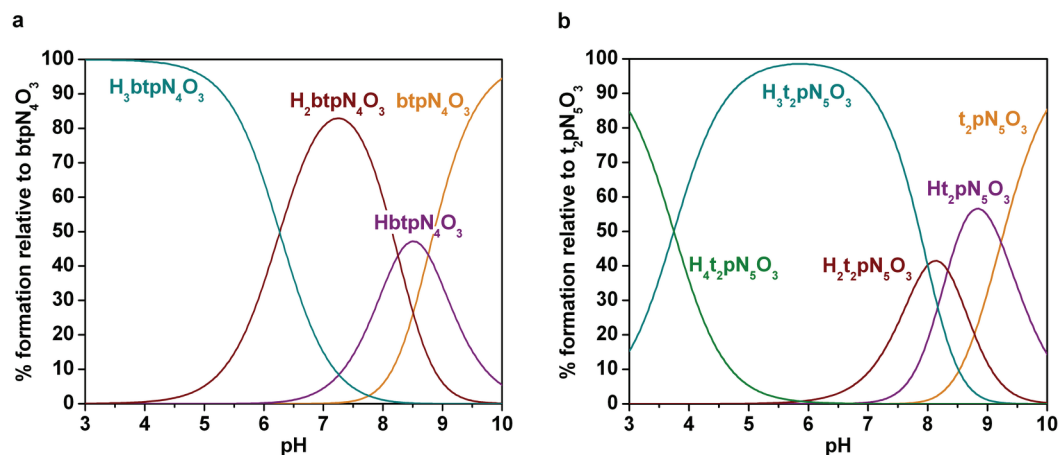 a
% formation relative to btpN₄O₃
100
90
80
70
60
50
40
30
20
10
0
H₃btpN₄O₃
H₂btpN₄O₃
btpN₄O₃
HbtpN₄O₃
3 4 5 6 7 8 9 10
pH
b
% formation relative to t₂pN₅O₃
100
90
80
70
60
50
40
30
20
10
0
H₃t₂pN₅O₃
t₂pN₅O₃
Ht₂pN₅O₃
H₄t₂pN₅O₃
H₂t₂pN₅O₃
3 4 5 6 7 8 9 10
pH